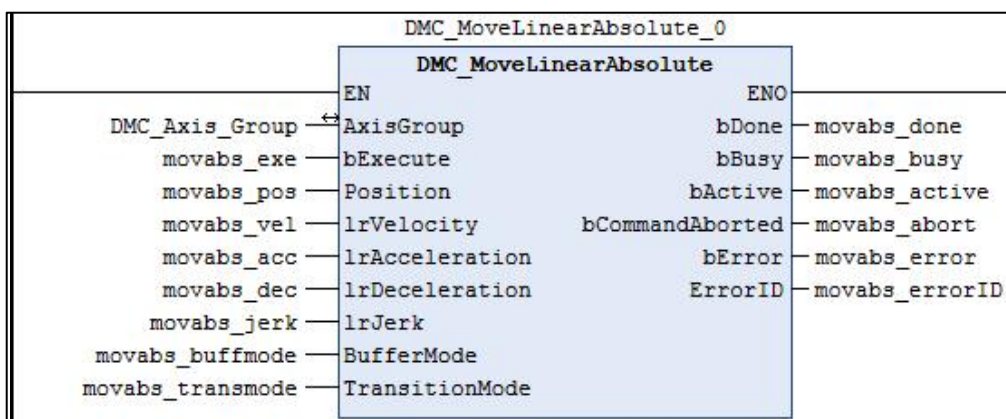 DMC_MoveLinearAbsolute_0
DMC_MoveLinearAbsolute
EN ENO
DMC_Axis_Group AxisGroup bDone movabs_done
movabs_exe bExecute bBusy movabs_busy
movabs_pos Position bActive movabs_active
movabs_vel lrVelocity bCommandAborted movabs_abort
movabs_acc lrAcceleration bError movabs_error
movabs_dec lrDeceleration ErrorID movabs_errorID
movabs_jerk lrJerk
movabs_buffmode BufferMode
movabs_transmode TransitionMode